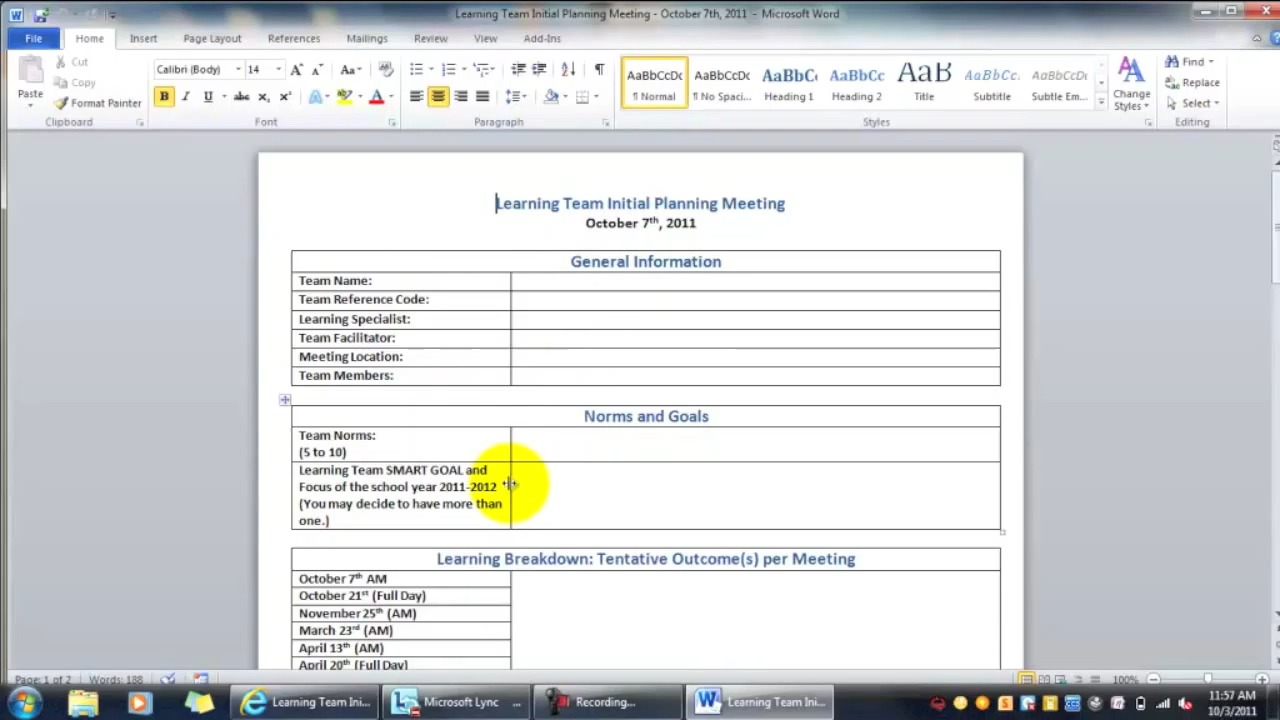 Learning Team Initial Planning Meeting - October 7th, 2011 - Microsoft Word
File Home Insert Page Layout References Mailings Review View Add-Ins
Cut
Copy
Format Painter
Paste
Clipboard
Calibri (Body) 14
Font
Paragraph
AaBbCcDc AaBbCcDc AaBbC AaBbCc AaB AaBbCc. AaBbCcDc
¶ Normal ¶ No Spaci... Heading 1 Heading 2 Title Subtitle Subtle Em...
Styles
Change
Styles
Find
Replace
Select
Editing
Learning Team Initial Planning Meeting
October 7th, 2011
General Information
Team Name:
Team Reference Code:
Learning Specialist:
Team Facilitator:
Meeting Location:
Team Members:
Norms and Goals
Team Norms:
(5 to 10)
Learning Team SMART GOAL and
Focus of the school year 2011-2012
(You may decide to have more than
one.)
Learning Breakdown: Tentative Outcome(s) per Meeting
October 7th AM
October 21st (Full Day)
November 25th (AM)
March 23rd (AM)
April 13th (AM)
April 20th (Full Day)
Page: 1 of 2 Words: 188 100%
Learning Team Ini... Microsoft Lync ... Recording... Learning Team Ini...
11:57 AM
10/3/2011